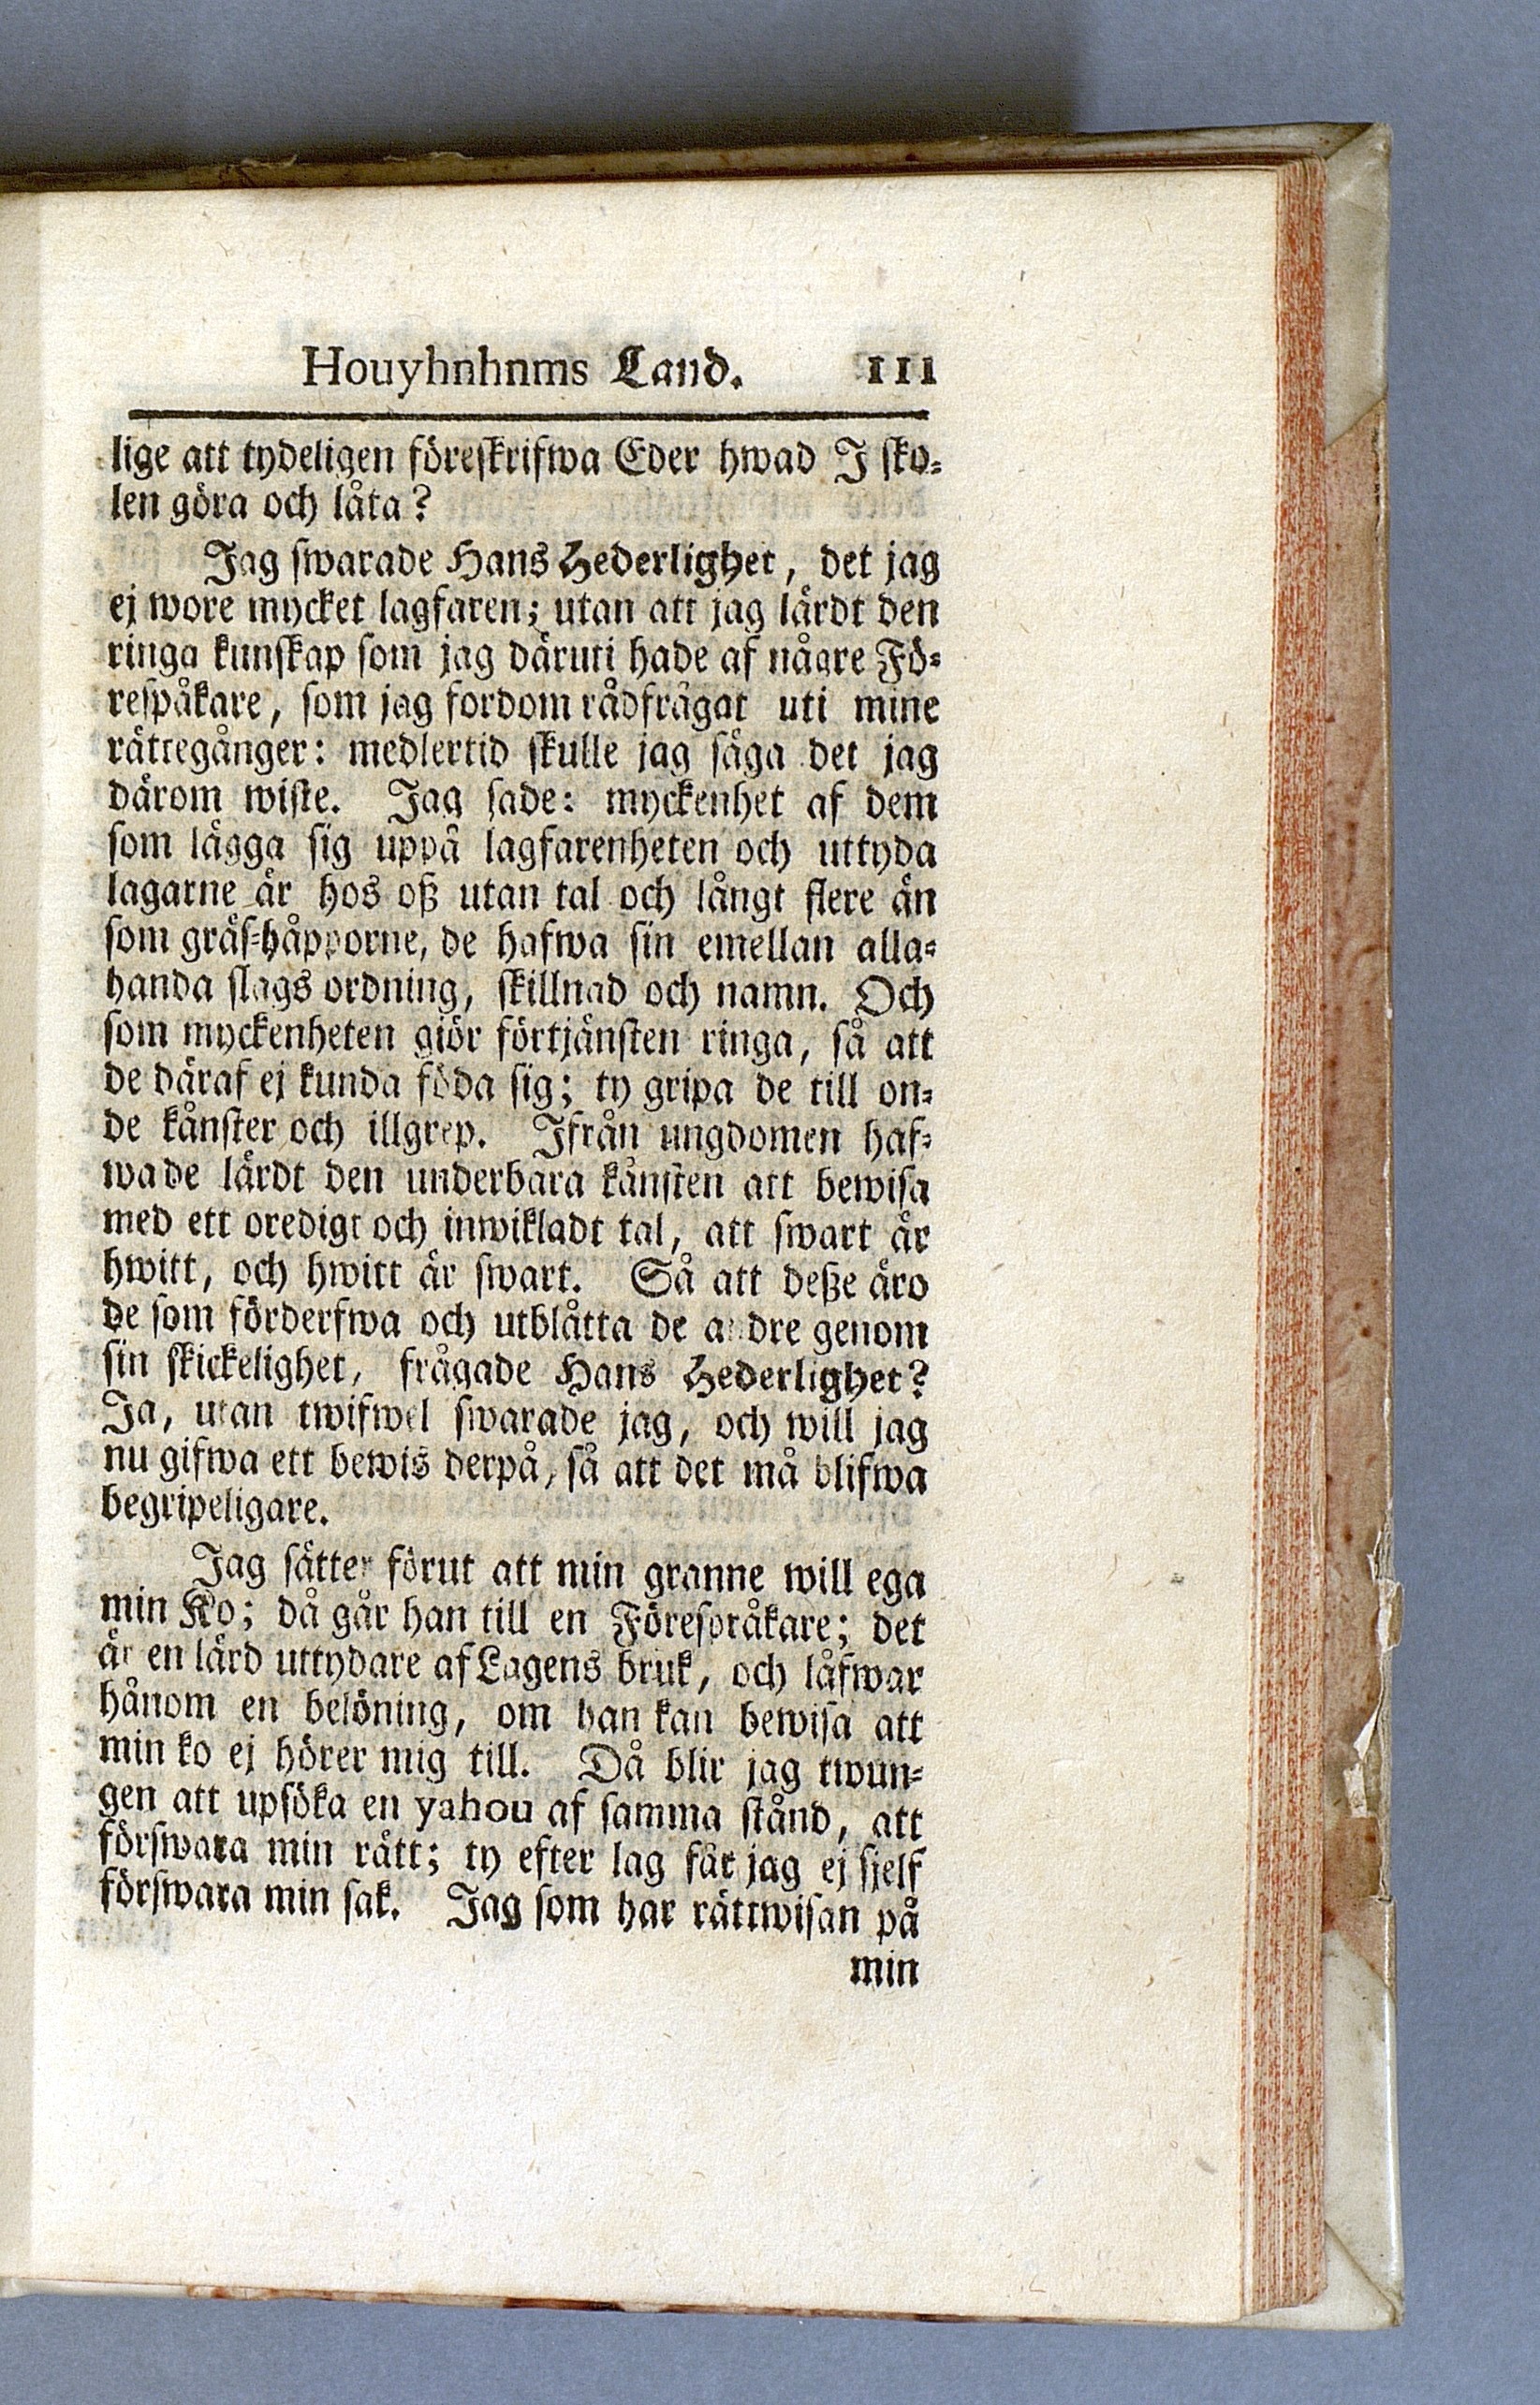 Houyhnhnms Land. 111
lige att tydeligen föreskrifwa Eder hwad I sko-
len göra och låta?
Jag swarade Hans Hederlighet, det jag
ej wore mycket lagfaren; utan att jag lärdt den
ringa kunskap som jag däruti hade af någre Fö-
respåkare, som jag fordom rådfrågat uti mine
rättegånger: medlertid skulle jag säga det jag
därom wiste. Jag sade: myckenhet af dem
som lägga sig uppå lagfarenheten och uttyda
lagarne är hos oß utan tal och långt flere än
som gräs-håpporne, de hafwa sin emellan alla-
handa slags ordning, skillnad och namn. Och
som myckenheten giör förtjänsten ringa, så att
de däraf ej kunda föda sig; ty gripa de till on-
de kånster och illgrep. Ifrån ungdomen haf-
wa de lärdt den underbara kånsten att bewisa
med ett oredigt och inwikladt tal, att swart är
hwitt, och hwitt är swart. Så att deße äro
de som förderfwa och utblåtta de andre genom
sin skickelighet, frågade Hans Hederlighet?
Ja, utan twifwel swarade jag, och will jag
nu gifwa ett bewis derpå, så att det må blifwa
begripeligare.
Jag sätter förut att min granne will ega
min Ko; då går han till en Förespråkare; det
är en lärd uttydare af Lagens bruk, och låfwar
hånom en belöning, om han kan bewisa att
min ko ej hörer mig till. Då blir jag twun-
gen att upsöka en yahou af samma stånd, att
förswara min rätt; ty efter lag får jag ej sjelf
förswara min sak. Jag som har rättwisan på
min